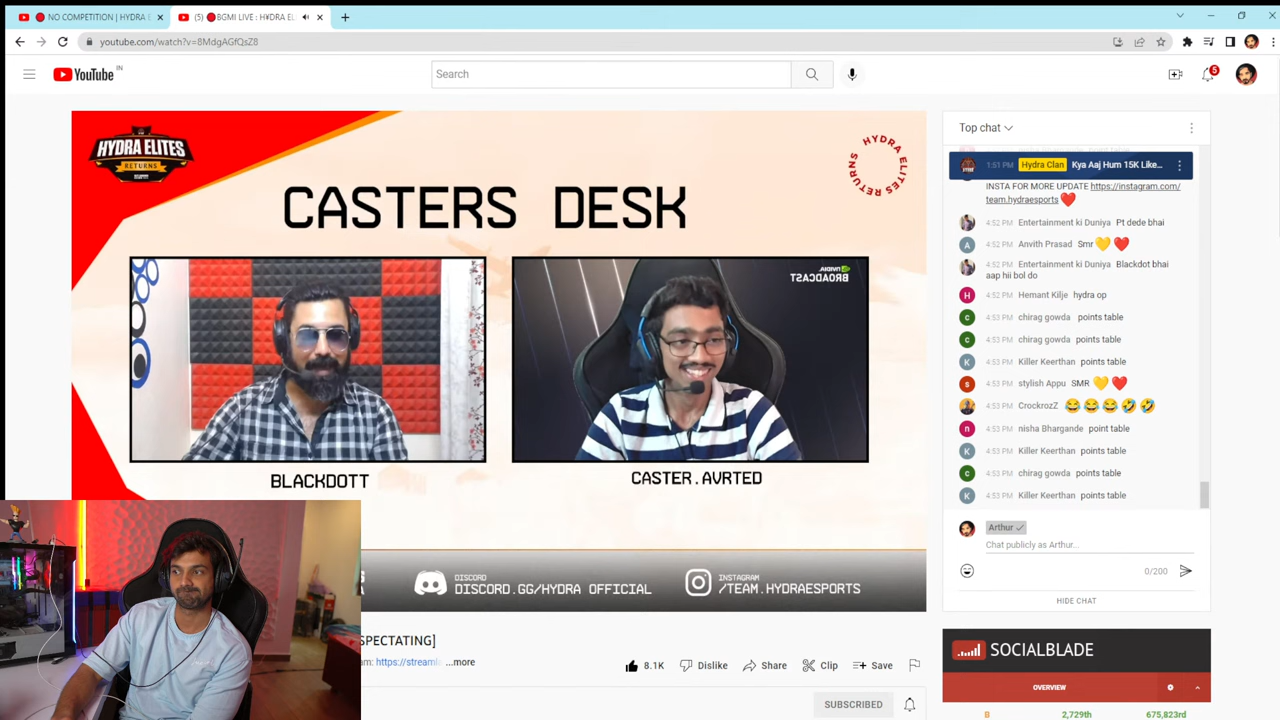 NO COMPETITION | HYDRA E
(5) 🔴BGMI LIVE : H¥DRA EL
youtube.com/watch?v=8MdgAGfQsZ8
YouTube IN
Search
5
HYDRA ELITES
RETURNS
HYDRA ELITES RETURNS
CASTERS DESK
NVIDIA
BROADCAST
BLACKDOTT
CASTER.AVRTED
DISCORD
DISCORD.GG/HYDRA OFFICIAL
INSTAGRAM
/TEAM.HYDRAESPORTS
SPECTATING]
https://streaml ...more
8.1K
Dislike
Share
Clip
Save
SUBSCRIBED
Top chat
1:51 PM Hydra Clan Kya Aaj Hum 15K Like...
INSTA FOR MORE UPDATE https://instagram.com/
team.hydraesports ❤️
4:52 PM Entertainment ki Duniya Pt dede bhai
4:52 PM Anvith Prasad Smr 💛❤️
4:52 PM Entertainment ki Duniya Blackdot bhai
aap hii bol do
4:52 PM Hemant Kilje hydra op
4:53 PM chirag gowda points table
4:53 PM chirag gowda points table
4:53 PM Killer Keerthan points table
4:53 PM stylish Appu SMR 💛❤️
4:53 PM CrockrozZ 😂😂😂🤣🤣
4:53 PM nisha Bhargande point table
4:53 PM Killer Keerthan points table
4:53 PM chirag gowda points table
4:53 PM Killer Keerthan points table
Arthur ✓
Chat publicly as Arthur...
0/200
HIDE CHAT
SOCIALBLADE
OVERVIEW
B 2,729th 675,823rd